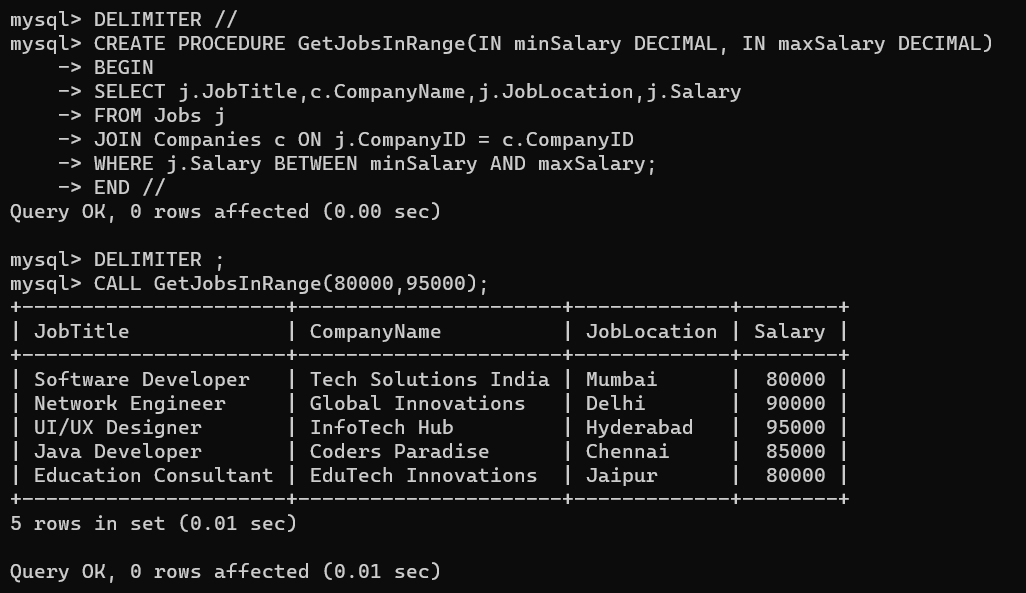 mysql> DELIMITER //
mysql> CREATE PROCEDURE GetJobsInRange(IN minSalary DECIMAL, IN maxSalary DECIMAL)
    -> BEGIN
    -> SELECT j.JobTitle,c.CompanyName,j.JobLocation,j.Salary
    -> FROM Jobs j
    -> JOIN Companies c ON j.CompanyID = c.CompanyID
    -> WHERE j.Salary BETWEEN minSalary AND maxSalary;
    -> END //
Query OK, 0 rows affected (0.00 sec)

mysql> DELIMITER ;
mysql> CALL GetJobsInRange(80000,95000);
+----------------------+----------------------+-------------+--------+
| JobTitle             | CompanyName          | JobLocation | Salary |
+----------------------+----------------------+-------------+--------+
| Software Developer   | Tech Solutions India | Mumbai      |  80000 |
| Network Engineer     | Global Innovations   | Delhi       |  90000 |
| UI/UX Designer       | InfoTech Hub         | Hyderabad   |  95000 |
| Java Developer       | Coders Paradise      | Chennai     |  85000 |
| Education Consultant | EduTech Innovations  | Jaipur      |  80000 |
+----------------------+----------------------+-------------+--------+
5 rows in set (0.01 sec)

Query OK, 0 rows affected (0.01 sec)